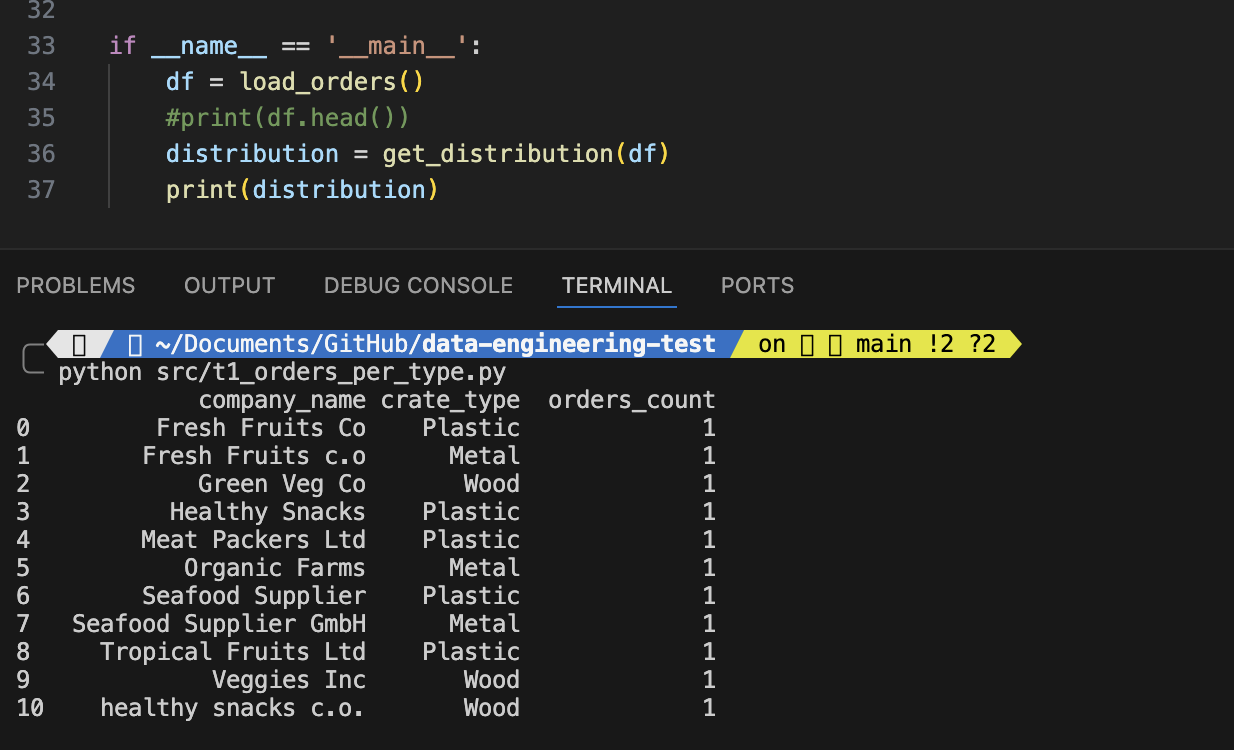 32
33 if __name__ == '__main__':
34 df = load_orders()
35 #print(df.head())
36 distribution = get_distribution(df)
37 print(distribution)
PROBLEMS OUTPUT DEBUG CONSOLE TERMINAL PORTS
~/Documents/GitHub/data-engineering-test on main !2 ?2
python src/t1_orders_per_type.py
company_name crate_type orders_count
0 Fresh Fruits Co Plastic 1
1 Fresh Fruits c.o Metal 1
2 Green Veg Co Wood 1
3 Healthy Snacks Plastic 1
4 Meat Packers Ltd Plastic 1
5 Organic Farms Metal 1
6 Seafood Supplier Plastic 1
7 Seafood Supplier GmbH Metal 1
8 Tropical Fruits Ltd Plastic 1
9 Veggies Inc Wood 1
10 healthy snacks c.o. Wood 1